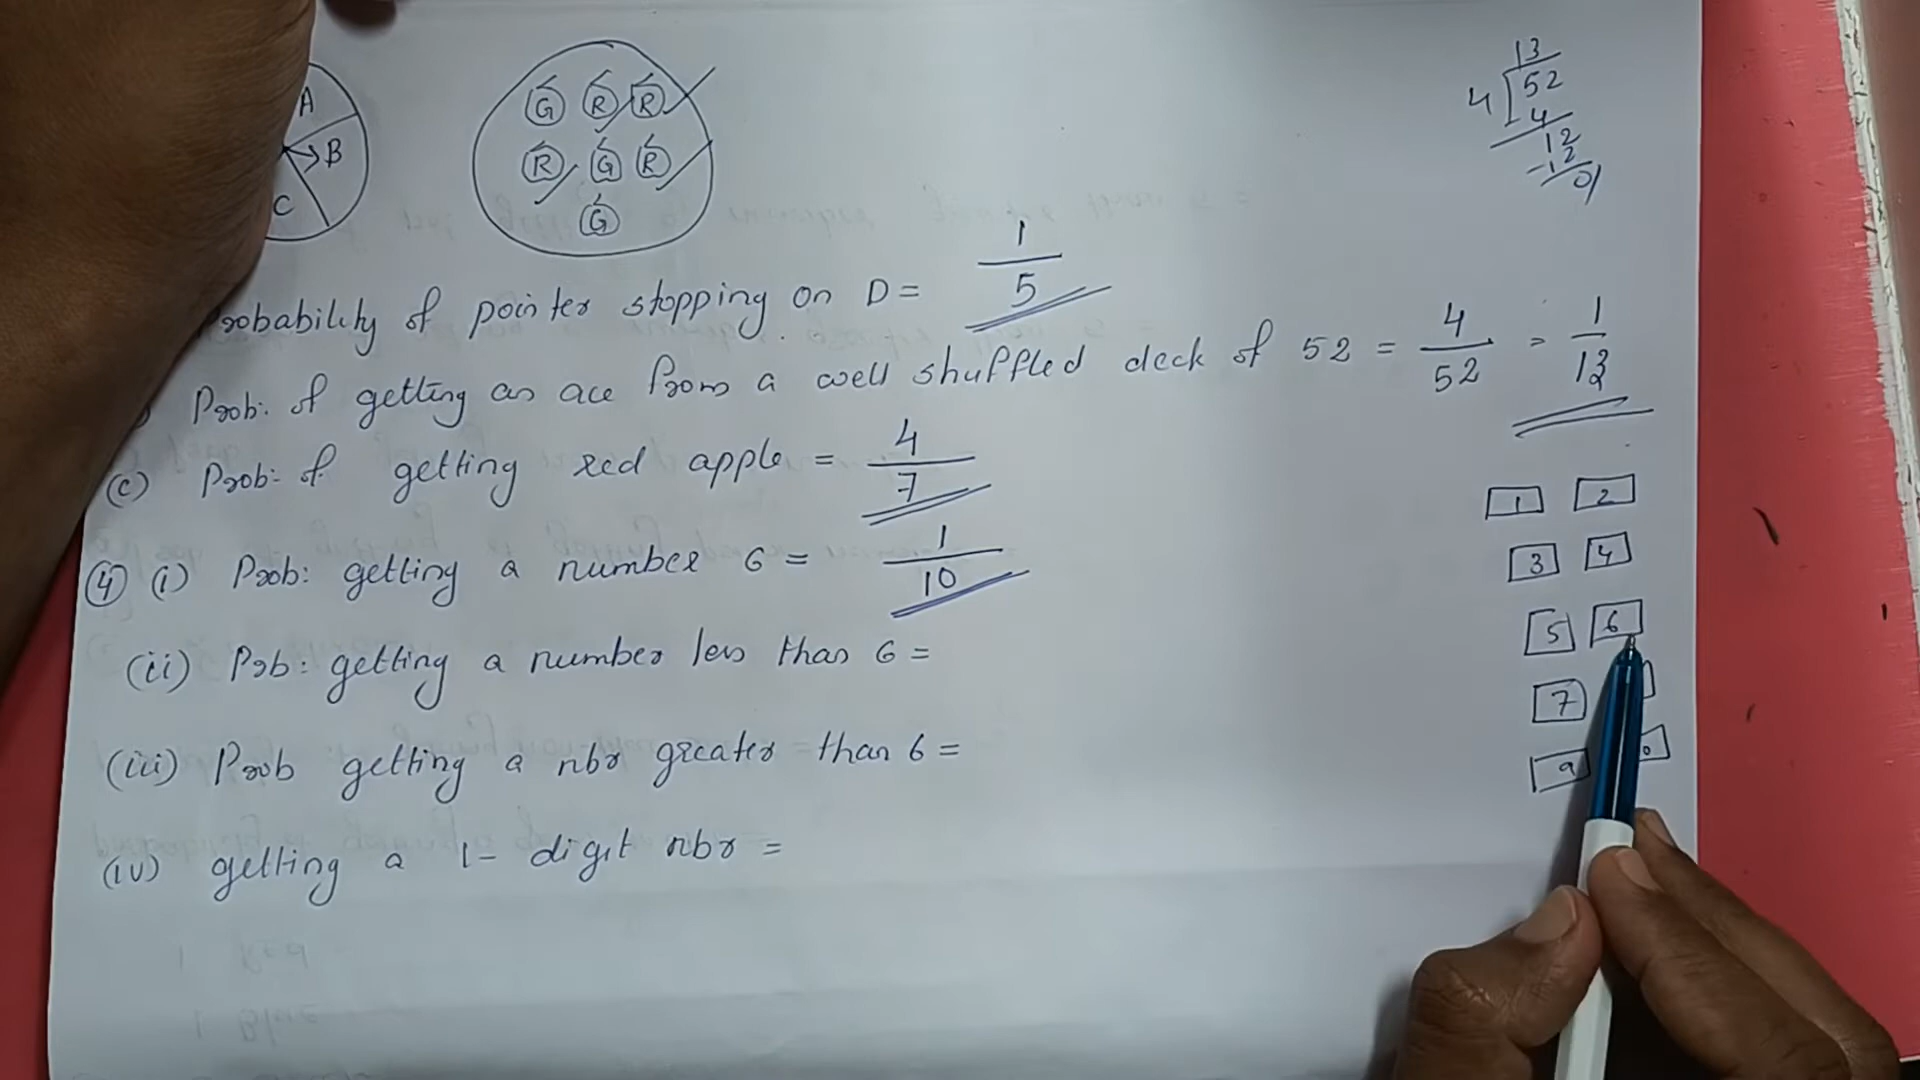 A
B
C
G R R
R G R
G
13
4 52
4
12
-12
0
Probability of pointer stopping on D = 1/5
Prob: of getting an ace from a well shuffled deck of 52 = 4/52 = 1/13
(c) Prob: of getting red apple = 4/7
(4) (i) Prob: getting a number 6 = 1/10
(ii) Prb: getting a number less than 6 =
(iii) Prob getting a nbr greater than 6 =
(iv) getting a 1- digit nbr =
1 2
3 4
5 6
7
9